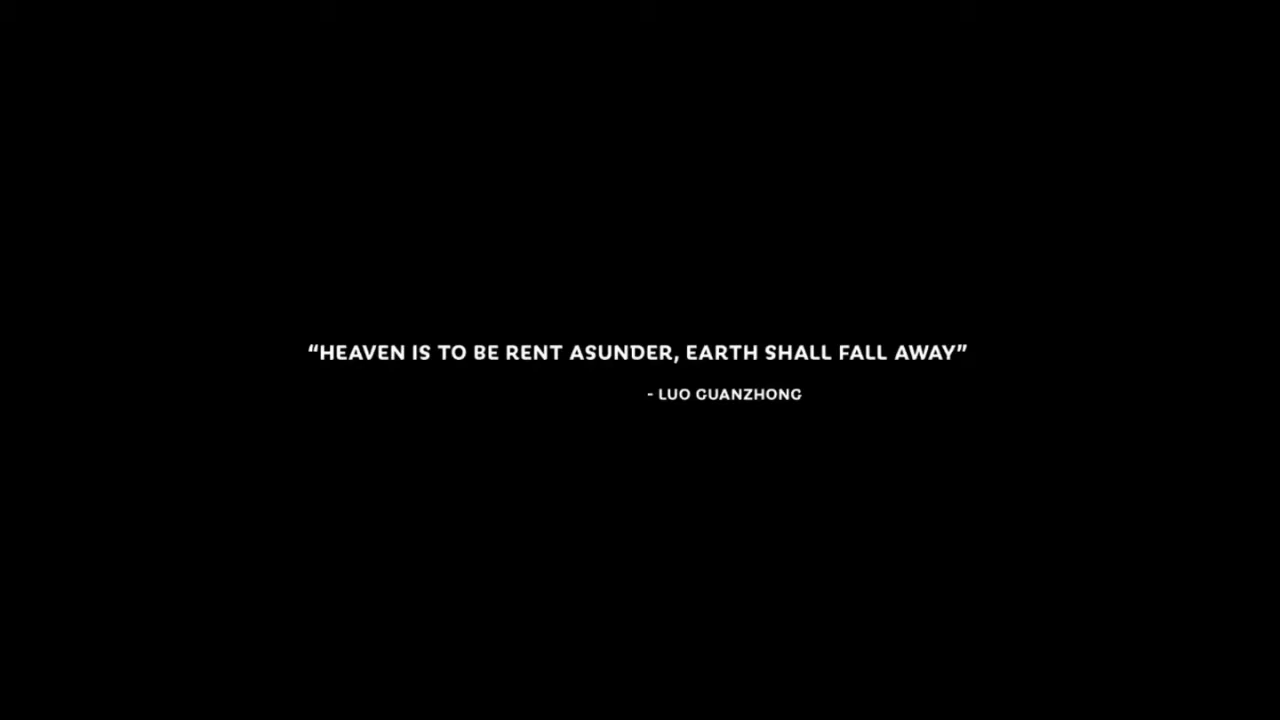 “HEAVEN IS TO BE RENT ASUNDER, EARTH SHALL FALL AWAY”
- LUO GUANZHONG